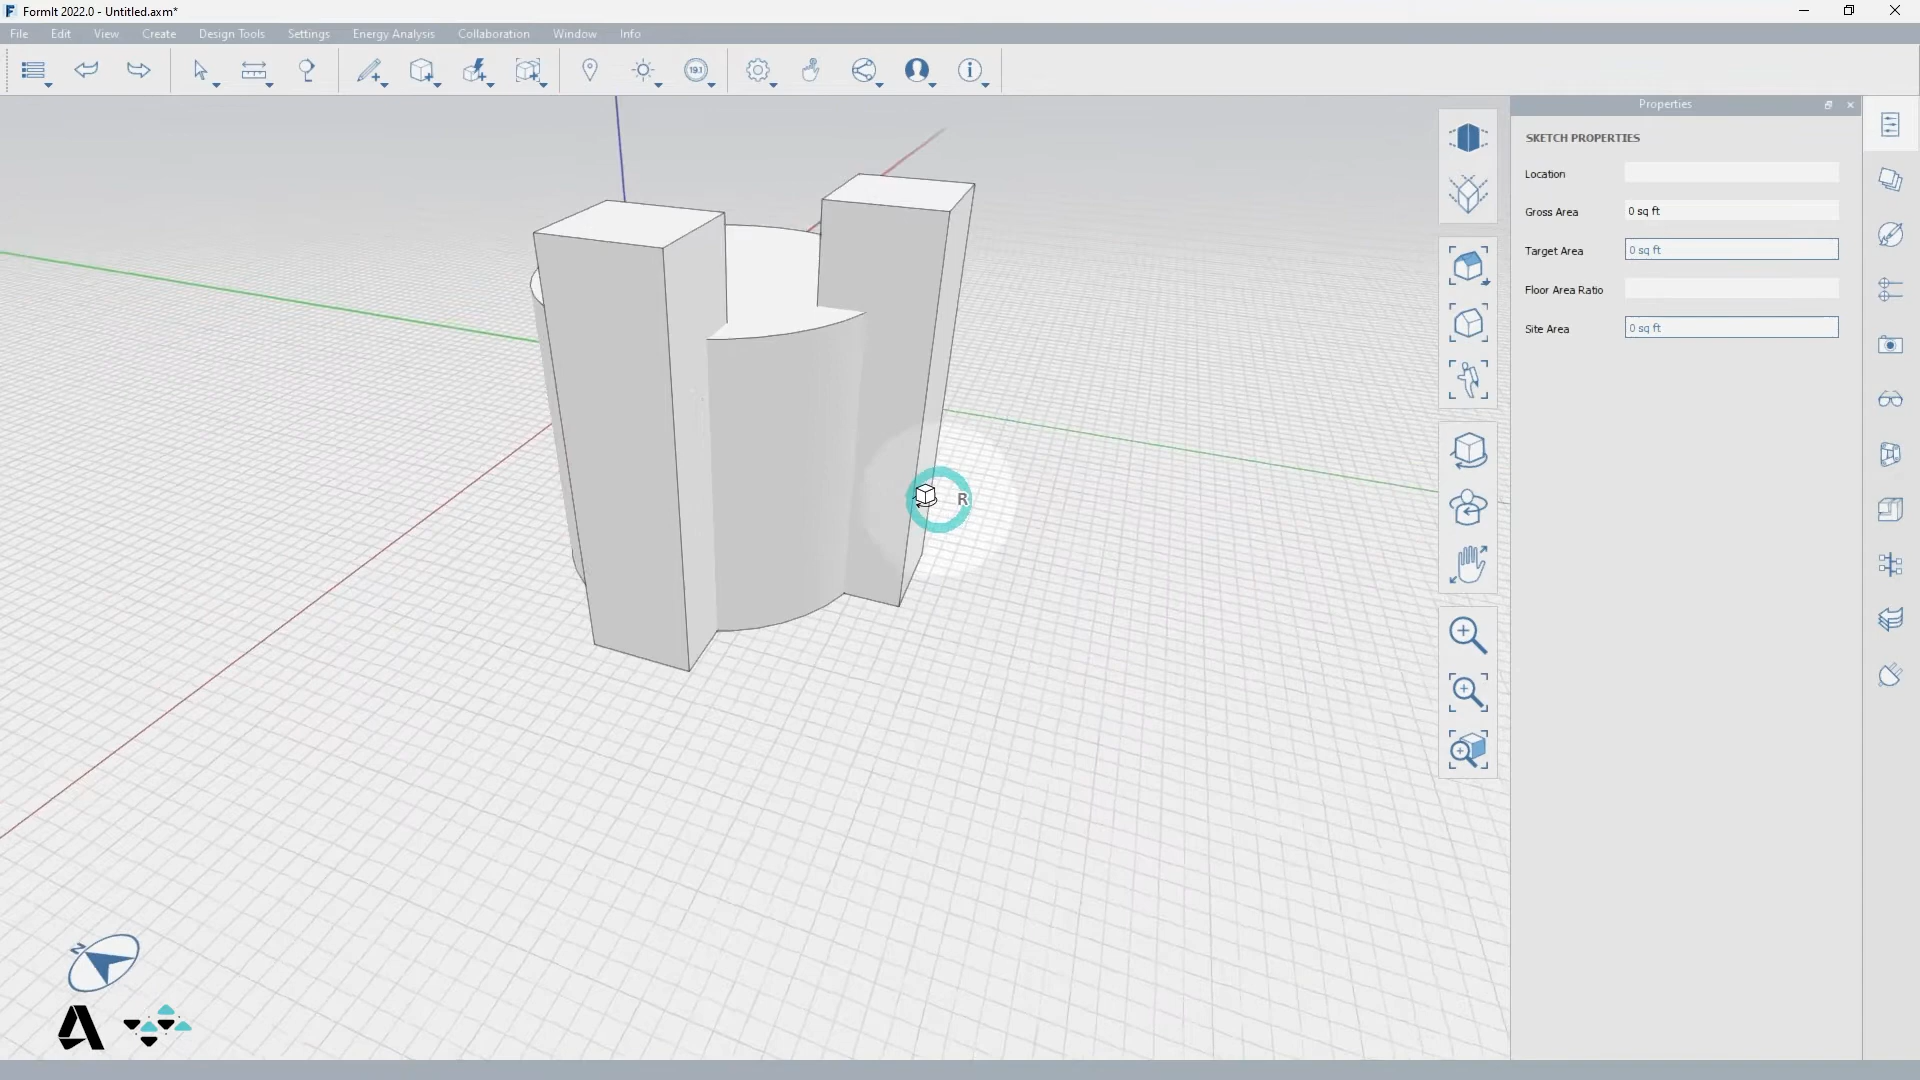 FormIt 2022.0 - Untitled.axm*
File Edit View Create Design Tools Settings Energy Analysis Collaboration Window Info
19.1
Properties
SKETCH PROPERTIES
Location
Gross Area 0 sq ft
Target Area 0 sq ft
Floor Area Ratio
Site Area 0 sq ft
R
N